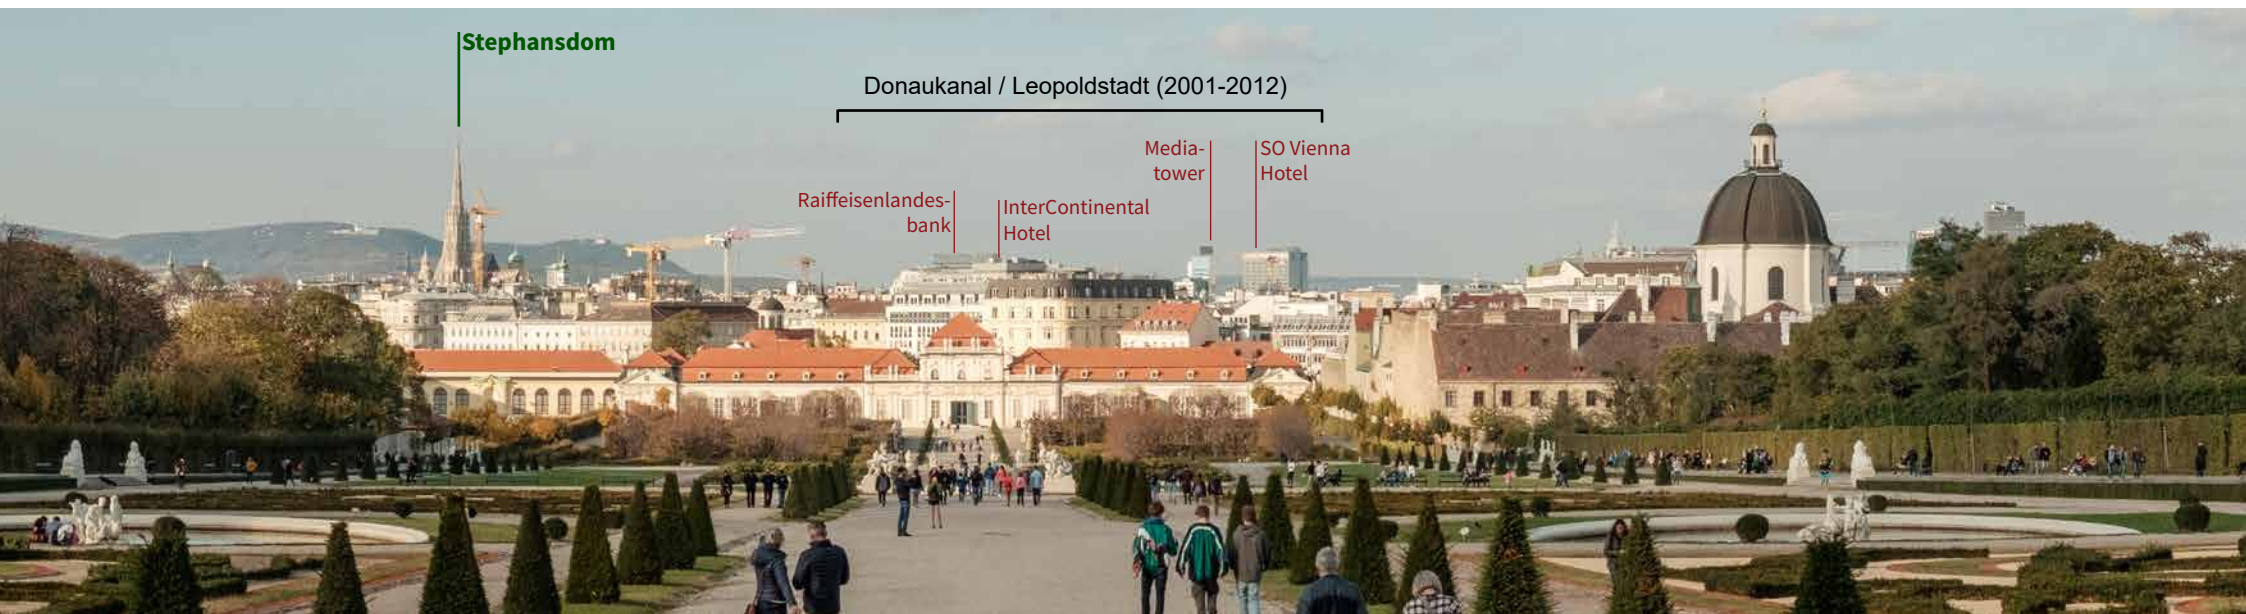 Stephansdom
Donaukanal / Leopoldstadt (2001-2012)
Media-
tower
SO Vienna
Hotel
Raiffeisenlandes-
bank
InterContinental
Hotel